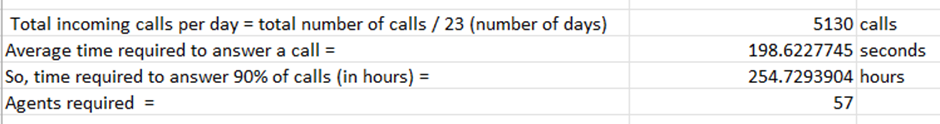 Total incoming calls per day = total number of calls / 23 (number of days) 5130 calls
Average time required to answer a call = 198.6227745 seconds
So, time required to answer 90% of calls (in hours) = 254.7293904 hours
Agents required = 57